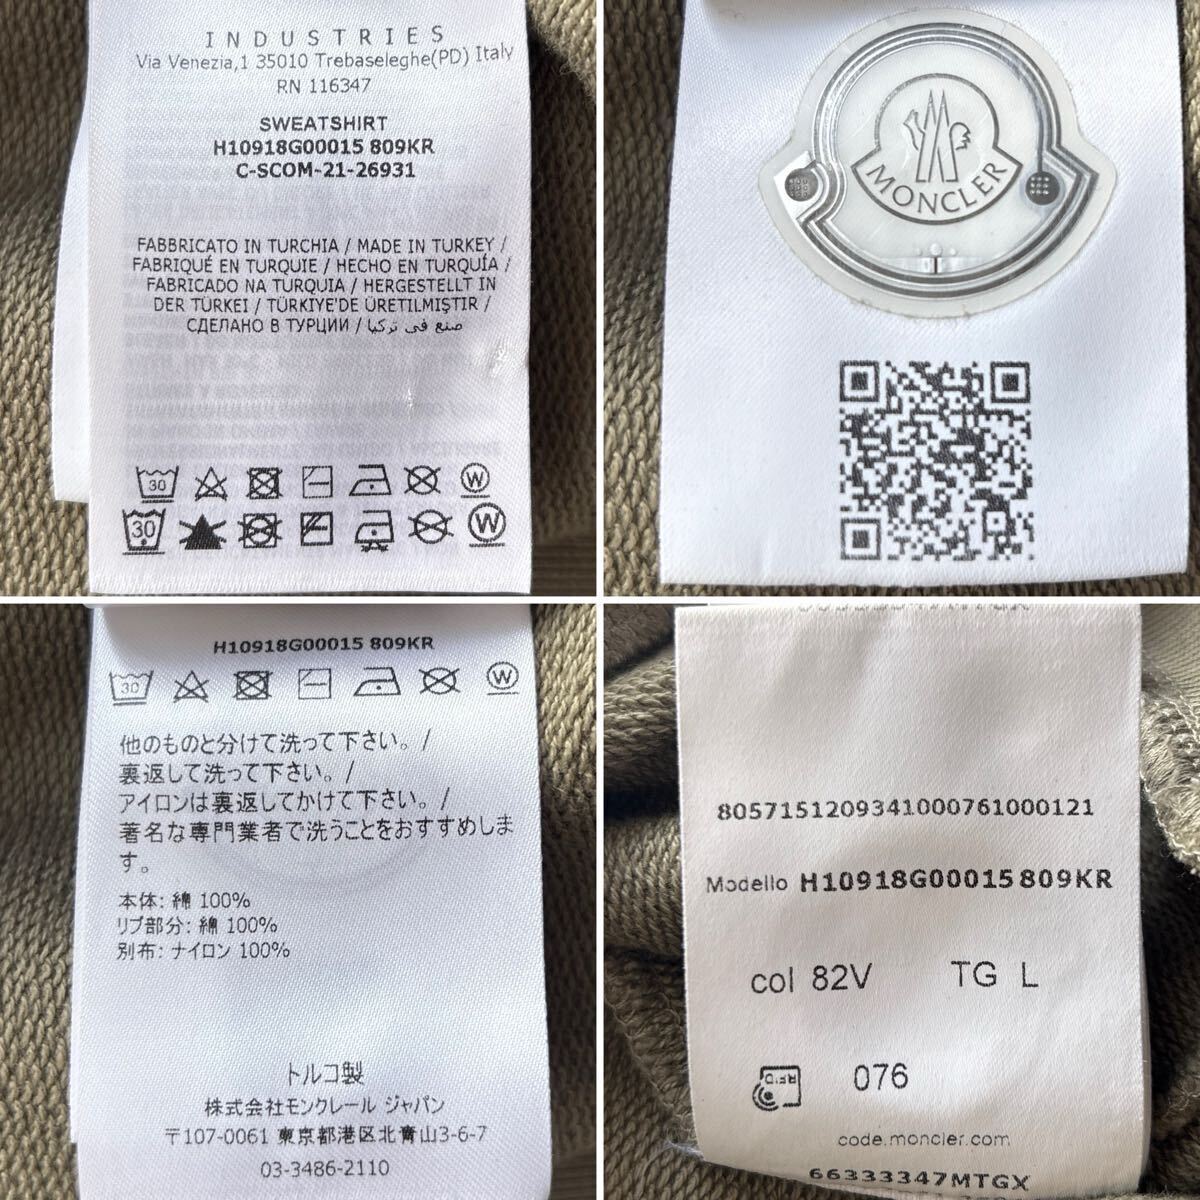 INDUSTRIES
Via Venezia,1 35010 Trebaseleghe(PD) Italy
RN 116347
SWEATSHIRT
H10918G00015 809KR
C-SCOM-21-26931
FABBRICATO IN TURCHIA / MADE IN TURKEY /
FABRIQUÉ EN TURQUIE / HECHO EN TURQUÍA /
FABRICADO NA TURQUIA / HERGESTELLT IN
DER TÜRKEI / TÜRKIYE'DE ÜRETILMIŞTIR /
СДЕЛАНО В ТУРЦИИ / صنع في تركيا
30 W
30 W
MONCLER
H10918G00015 809KR
30 W
他のものと分けて洗って下さい。/
裏返して洗って下さい。/
アイロンは裏返してかけて下さい。/
著名な専門業者で洗うことをおすすめしま
す。
本体: 綿 100%
リブ部分: 綿 100%
別布: ナイロン 100%
トルコ製
株式会社モンクレール ジャパン
〒107-0061 東京都港区北青山3-6-7
03-3486-2110
8057151209341000761000121
Modello H10918G00015 809KR
col 82V TG L
RFID 076
code.moncler.com
66333347MTGX